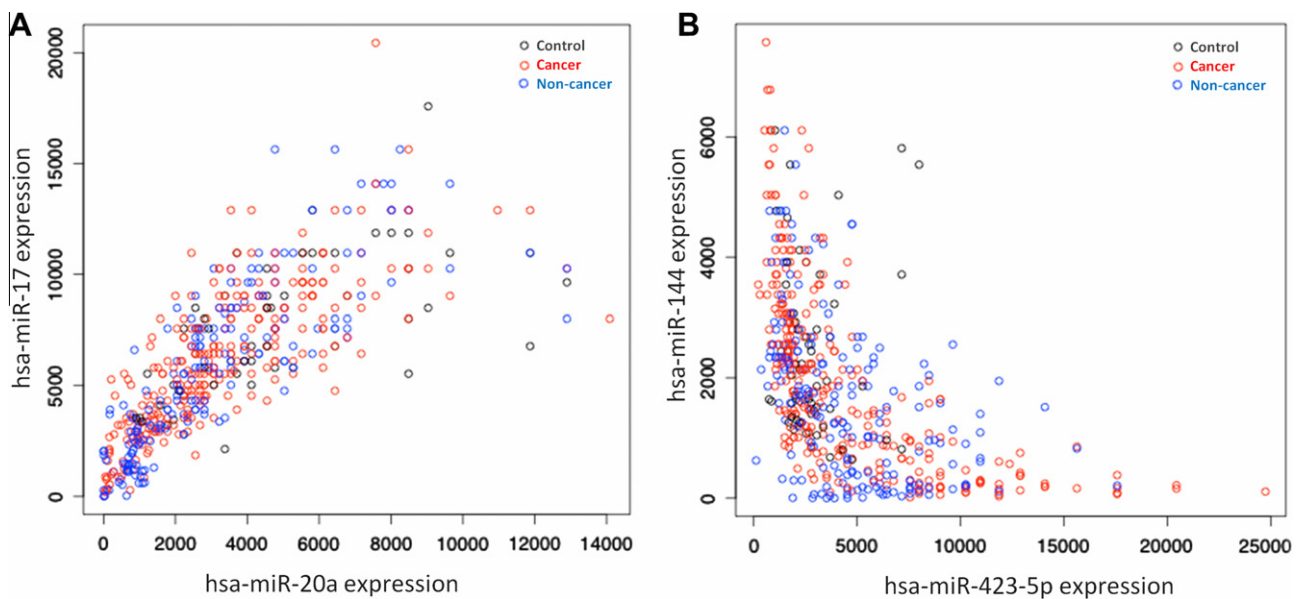 A
hsa-miR-17 expression
20000
15000
10000
5000
0
Control
Cancer
Non-cancer
0 2000 4000 6000 8000 10000 12000 14000
hsa-miR-20a expression
B
hsa-miR-144 expression
6000
4000
2000
0
Control
Cancer
Non-cancer
0 5000 10000 15000 20000 25000
hsa-miR-423-5p expression